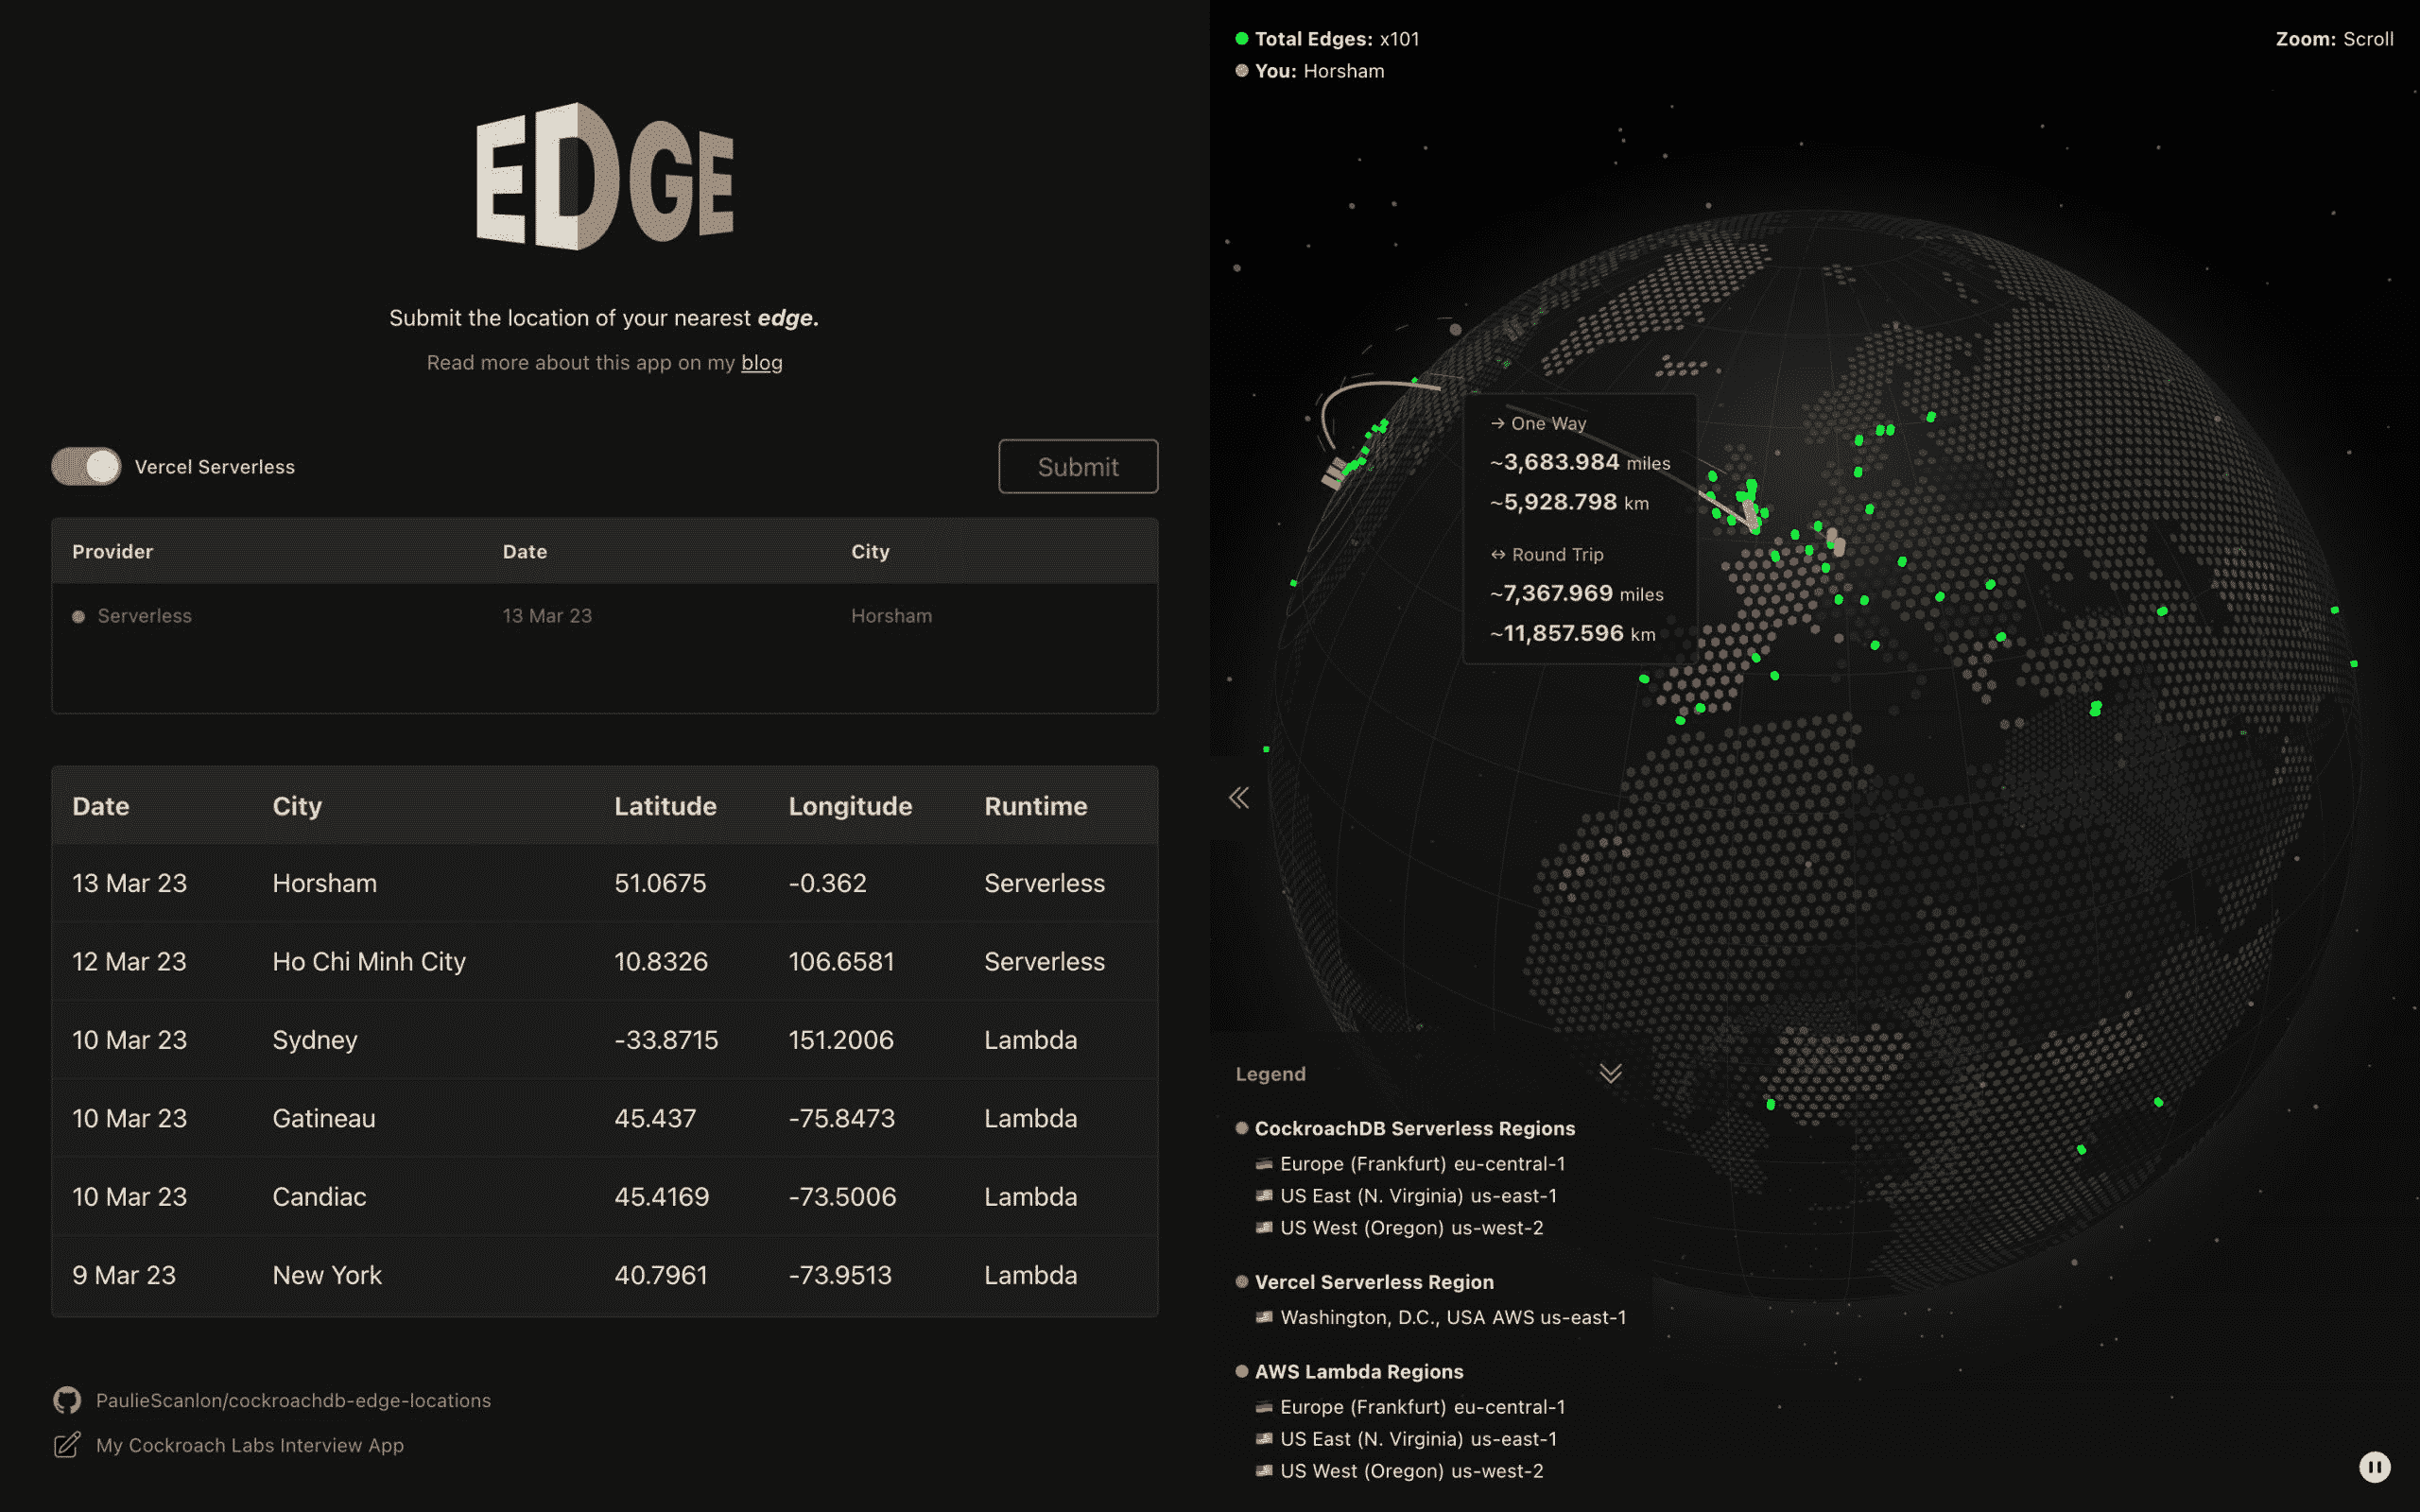 EDGE
Submit the location of your nearest edge.
Read more about this app on my blog
Vercel Serverless
Submit
Provider Date City
Serverless 13 Mar 23 Horsham
Date City Latitude Longitude Runtime
13 Mar 23 Horsham 51.0675 -0.362 Serverless
12 Mar 23 Ho Chi Minh City 10.8326 106.6581 Serverless
10 Mar 23 Sydney -33.8715 151.2006 Lambda
10 Mar 23 Gatineau 45.437 -75.8473 Lambda
10 Mar 23 Candiac 45.4169 -73.5006 Lambda
9 Mar 23 New York 40.7961 -73.9513 Lambda
PaulieScanlon/cockroachdb-edge-locations
My Cockroach Labs Interview App
Total Edges: x101
You: Horsham
Zoom: Scroll
→ One Way
~3,683.984 miles
~5,928.798 km
↔ Round Trip
~7,367.969 miles
~11,857.596 km
Legend
CockroachDB Serverless Regions
Europe (Frankfurt) eu-central-1
US East (N. Virginia) us-east-1
US West (Oregon) us-west-2
Vercel Serverless Region
Washington, D.C., USA AWS us-east-1
AWS Lambda Regions
Europe (Frankfurt) eu-central-1
US East (N. Virginia) us-east-1
US West (Oregon) us-west-2